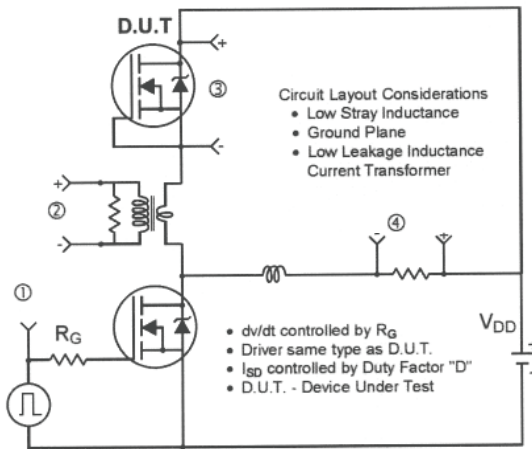 D.U.T
+
③
-
Circuit Layout Considerations
• Low Stray Inductance
• Ground Plane
• Low Leakage Inductance
Current Transformer
+
②
-
④
-
+
①
RG
VDD
+
-
• dv/dt controlled by RG
• Driver same type as D.U.T.
• ISD controlled by Duty Factor "D"
• D.U.T. - Device Under Test